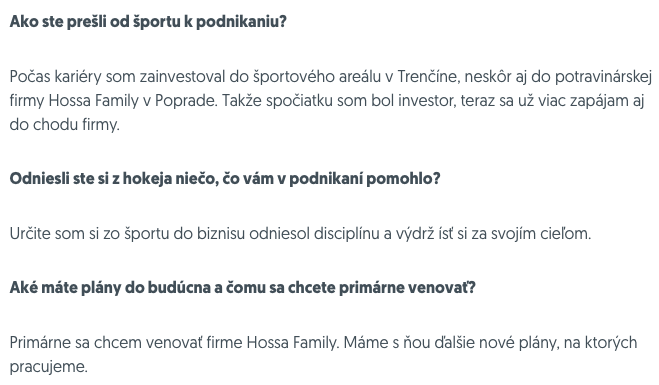 Ako ste prešli od športu k podnikaniu?
Počas kariéry som zainvestoval do športového areálu v Trenčíne, neskôr aj do potravinárskej
firmy Hossa Family v Poprade. Takže spočiatku som bol investor, teraz sa už viac zapájam aj
do chodu firmy.
Odniesli ste si z hokeja niečo, čo vám v podnikaní pomohlo?
Určite som si zo športu do biznisu odniesol disciplínu a výdrž ísť si za svojím cieľom.
Aké máte plány do budúcna a čomu sa chcete primárne venovať?
Primárne sa chcem venovať firme Hossa Family. Máme s ňou ďalšie nové plány, na ktorých
pracujeme.